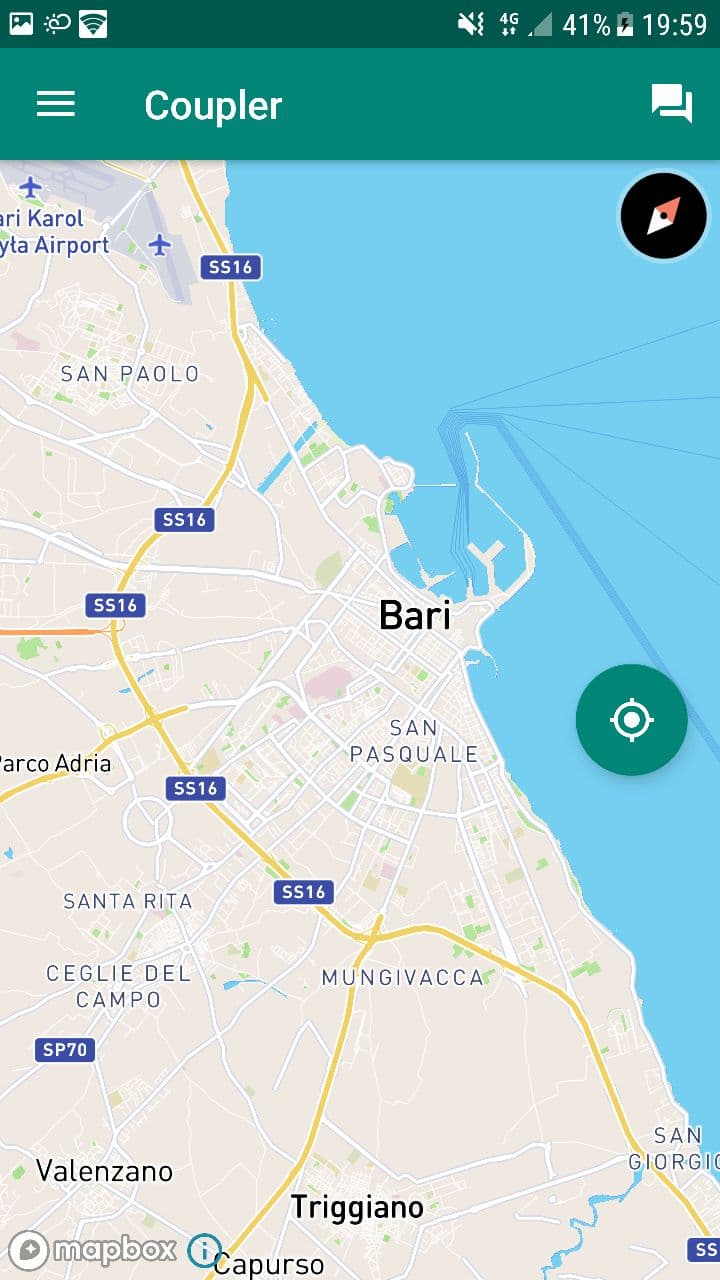 4G 41% 19:59
Coupler
ari Karol
yła Airport
SS16
SAN PAOLO
SS16
SS16
Bari
SAN
PASQUALE
Parco Adria
SS16
SS16
SANTA RITA
CEGLIE DEL
CAMPO
MUNGIVACCA
SP70
SAN
GIORGIO
Valenzano
Triggiano
SS
mapbox
Capurso